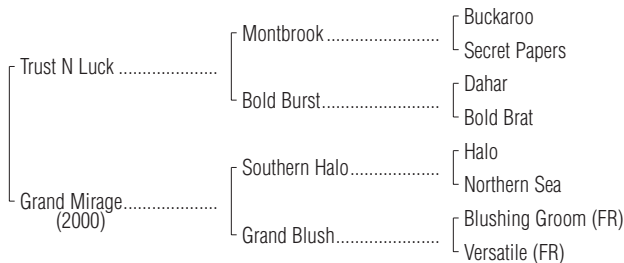 Buckaroo
Montbrook
Secret Papers
Trust N Luck
Dahar
Bold Burst
Bold Brat
Halo
Southern Halo
Northern Sea
Grand Mirage
(2000)
Blushing Groom (FR)
Grand Blush
Versatile (FR)